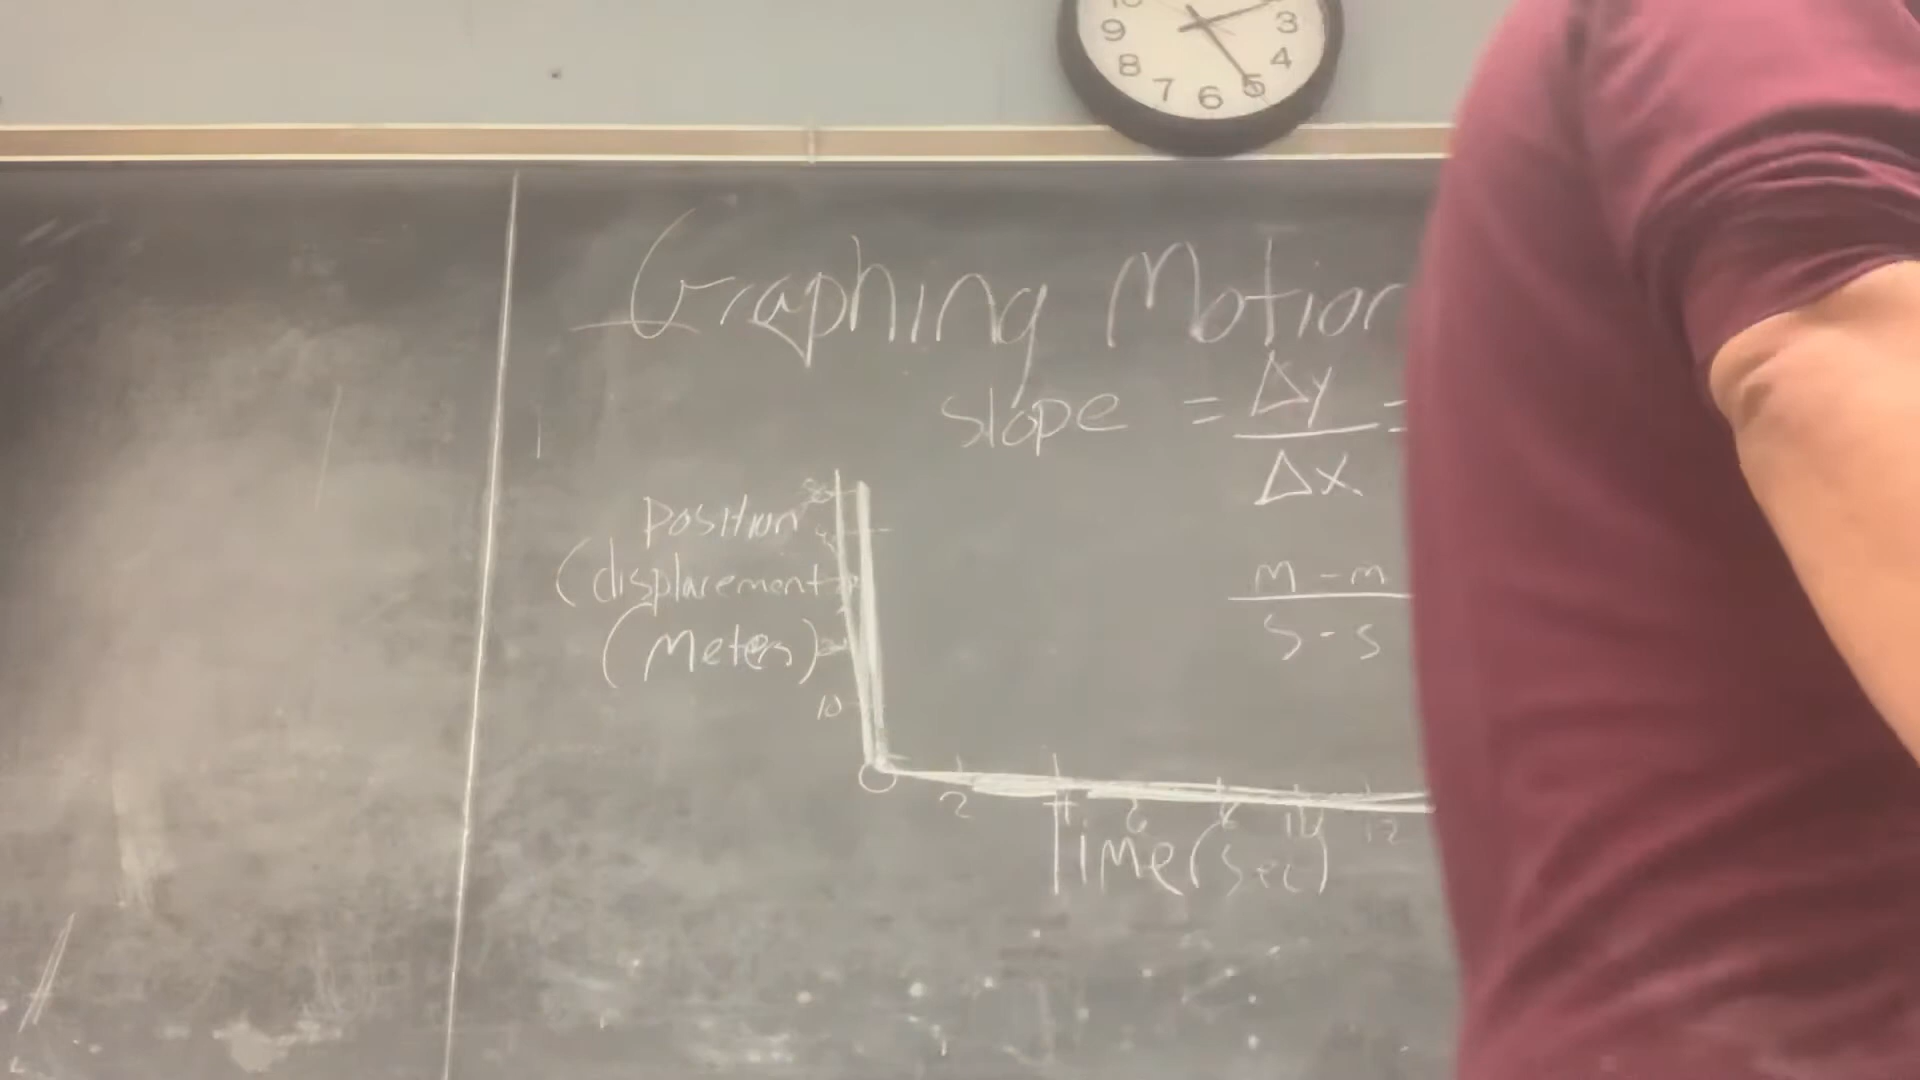 9 3
8 4
7 6 5
Graphing Motion
slope = Δy =
Δx
Position
(displacement
(Meters)
m - m
s - s
10
0 2 4 6 8 10 12
Time (sec)